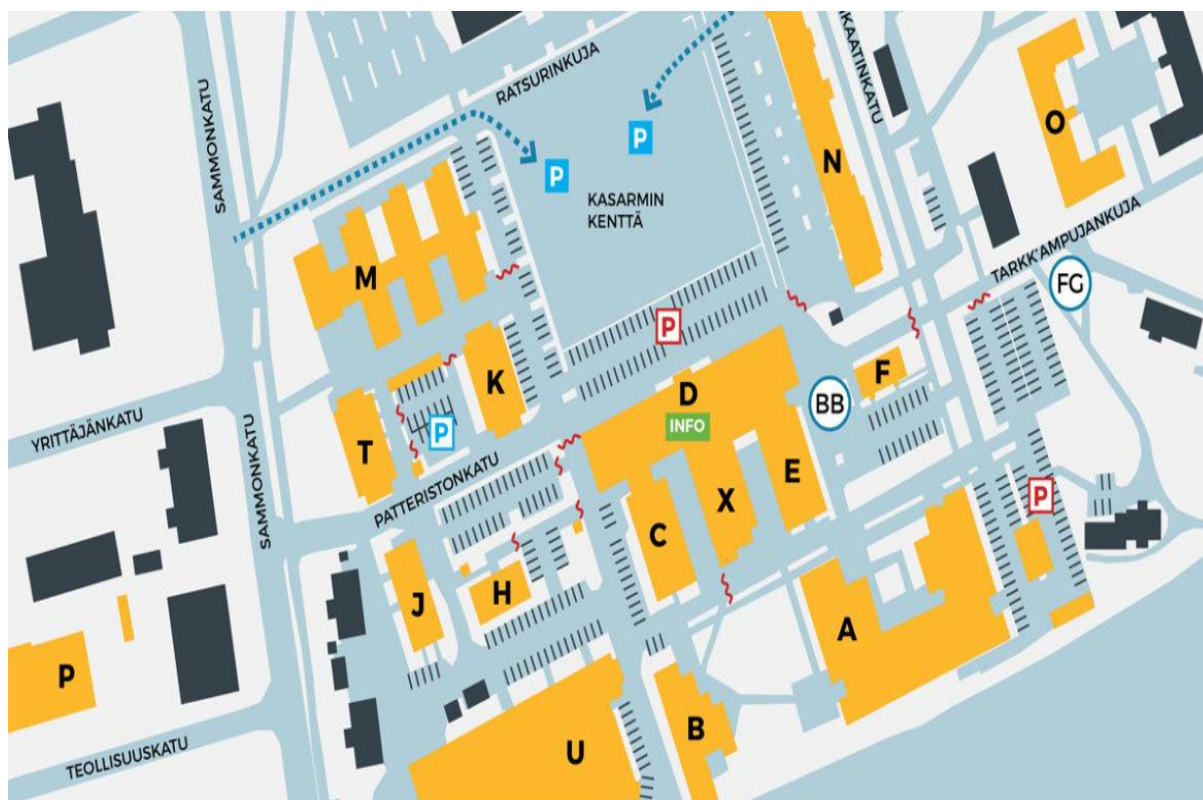 RATSURINKUJA
SAMMONKATU
KAATINKATU
O
P
N
P
KASARMIN
KENTTÄ
TARKK'AMPUJANKUJA
M
FG
P
K
F
D
BB
YRITTÄJÄNKATU
P
INFO
T
E
PATTERISTONKATU
X
P
SAMMONKATU
C
H
J
A
P
B
U
TEOLLISUUSKATU